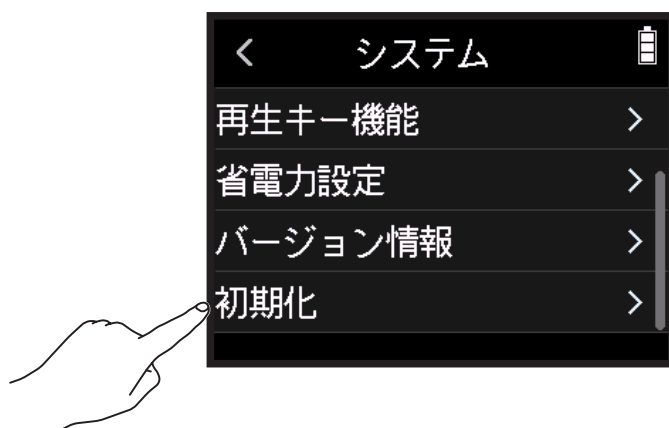 システム
再生キー機能
省電力設定
バージョン情報
初期化